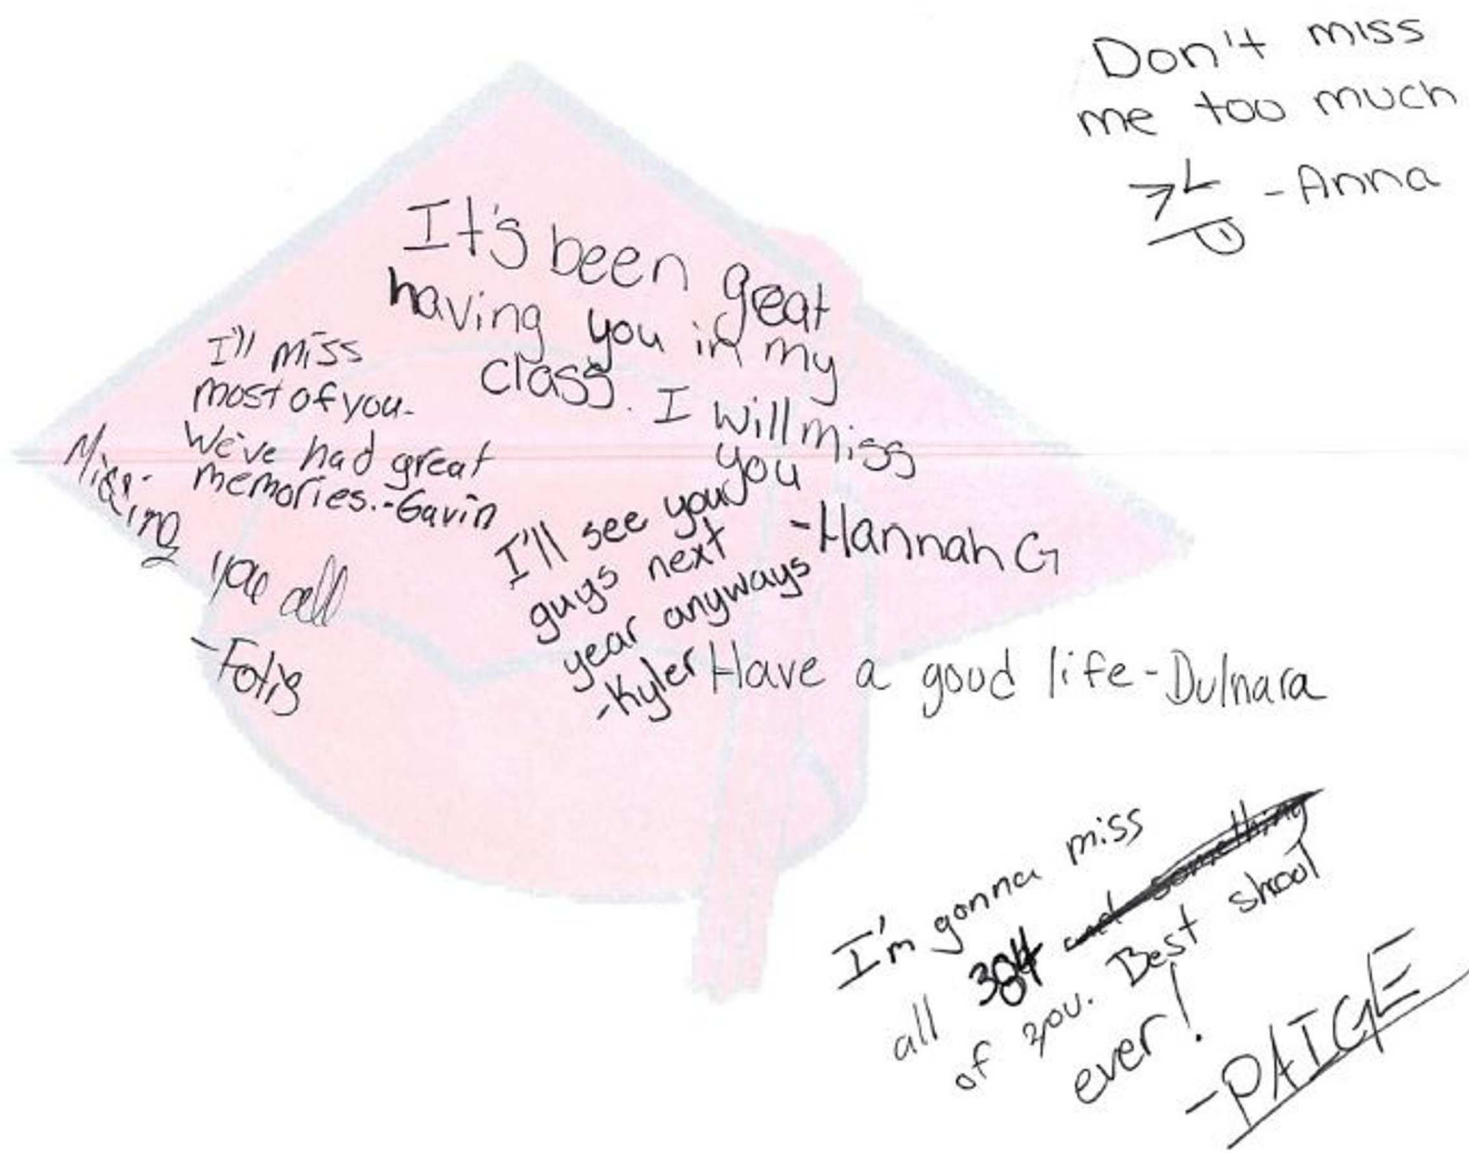 Don't miss
me too much
-Anna
It's been great
having you in my
class. I will miss
you
-Hannah G
I'll miss
most of you.
We've had great
memories.-Gavin
Missing you all
-Fotis
I'll see you
guys next
year anyways
-Kyler
Have a good life-Dulnara
I'm gonna miss
all 384 and something
of you. Best shool
ever!
-PAIGE